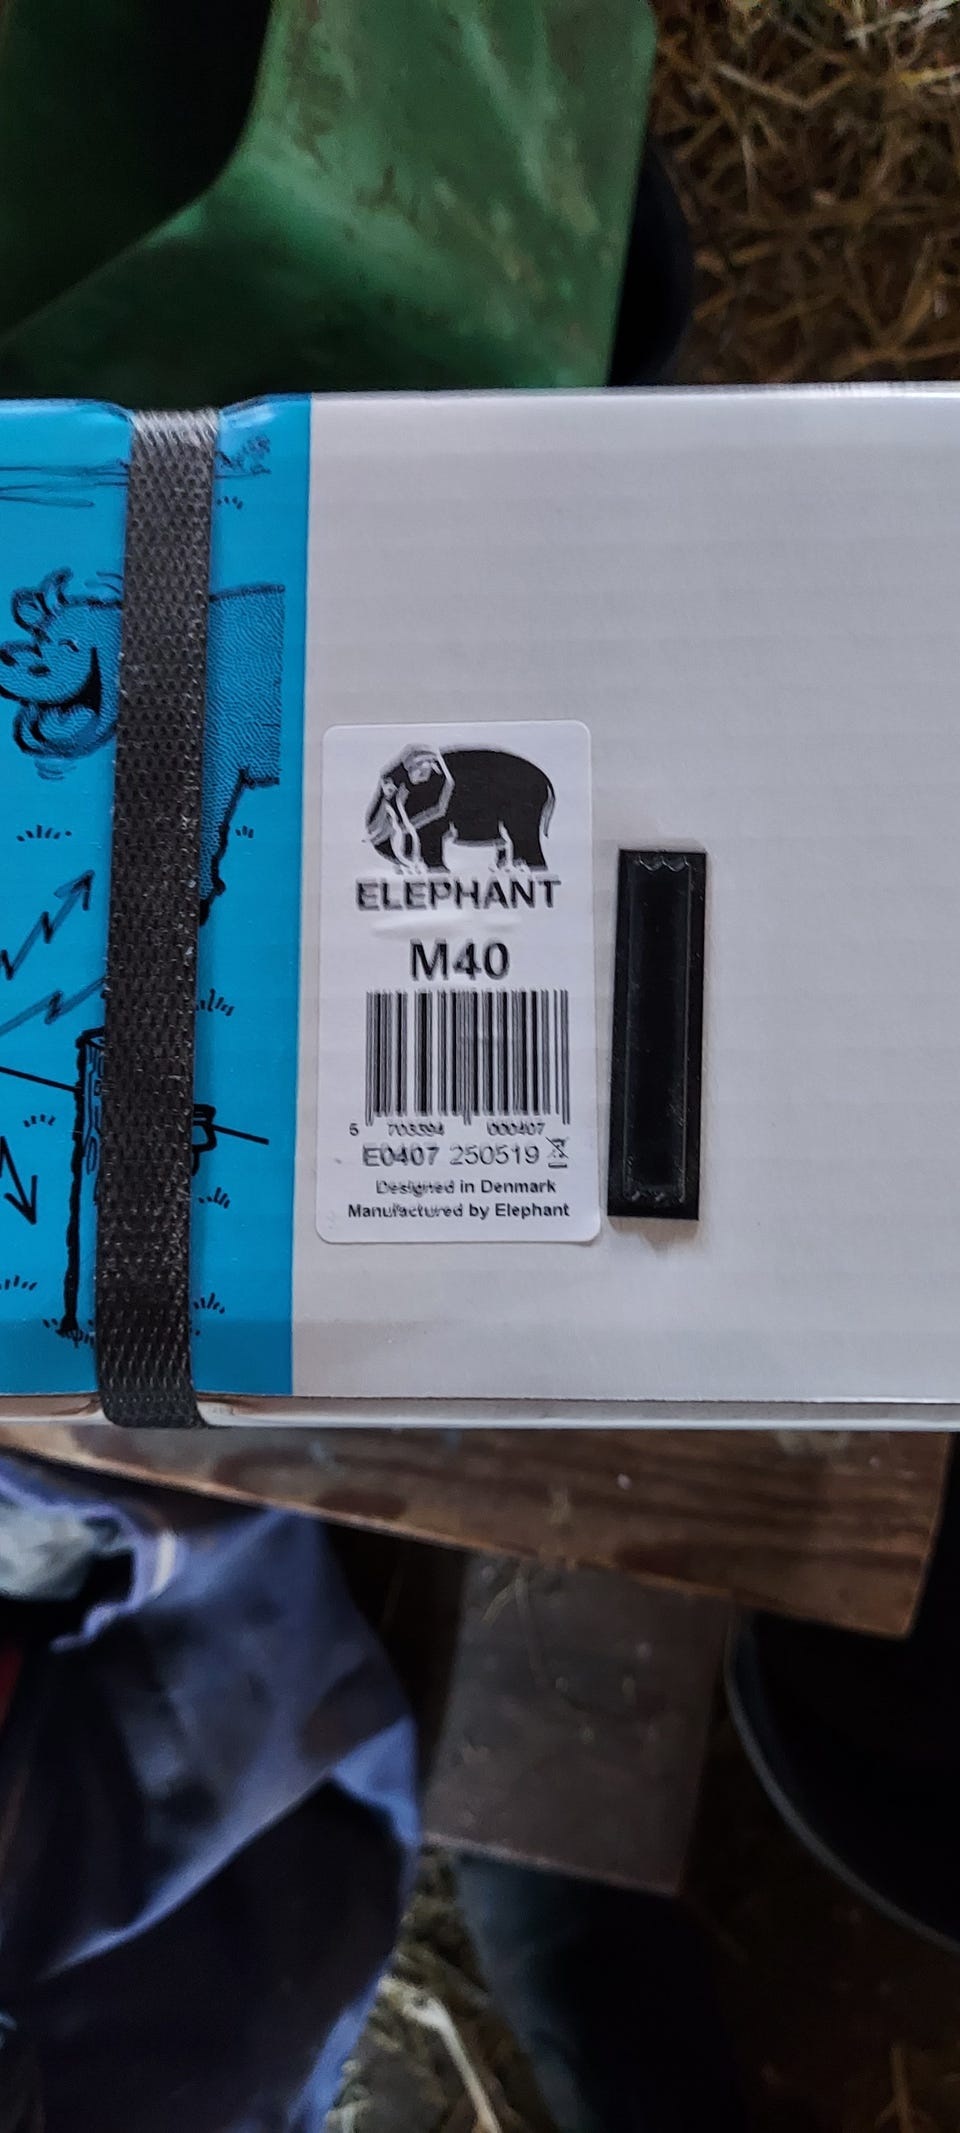 ELEPHANT
M40
5 703394 000407
E0407 250519
Designed in Denmark
Manufactured by Elephant